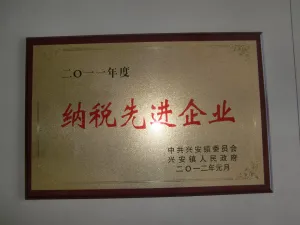 二〇一一年度
纳税先进企业
中共兴安镇委员会
兴安镇人民政府
二〇一二年元月